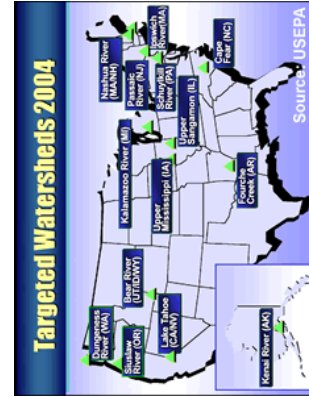 Targeted Watersheds 2004
Dungeness
River (WA)
Siuslaw
River (OR)
Bear River
(UT/ID/WY)
Lake Tahoe
(CA/NV)
Kenai River (AK)
Kalamazoo River (MI)
Upper
Mississippi (IA)
Fourche
Creek (AR)
Nashua River
(MA/NH)
Passaic
River (NJ)
Schuylkill
River (PA)
Upper
Sangamon (IL)
Ipswich
River(MA)
Cape
Fear (NC)
Source: USEPA